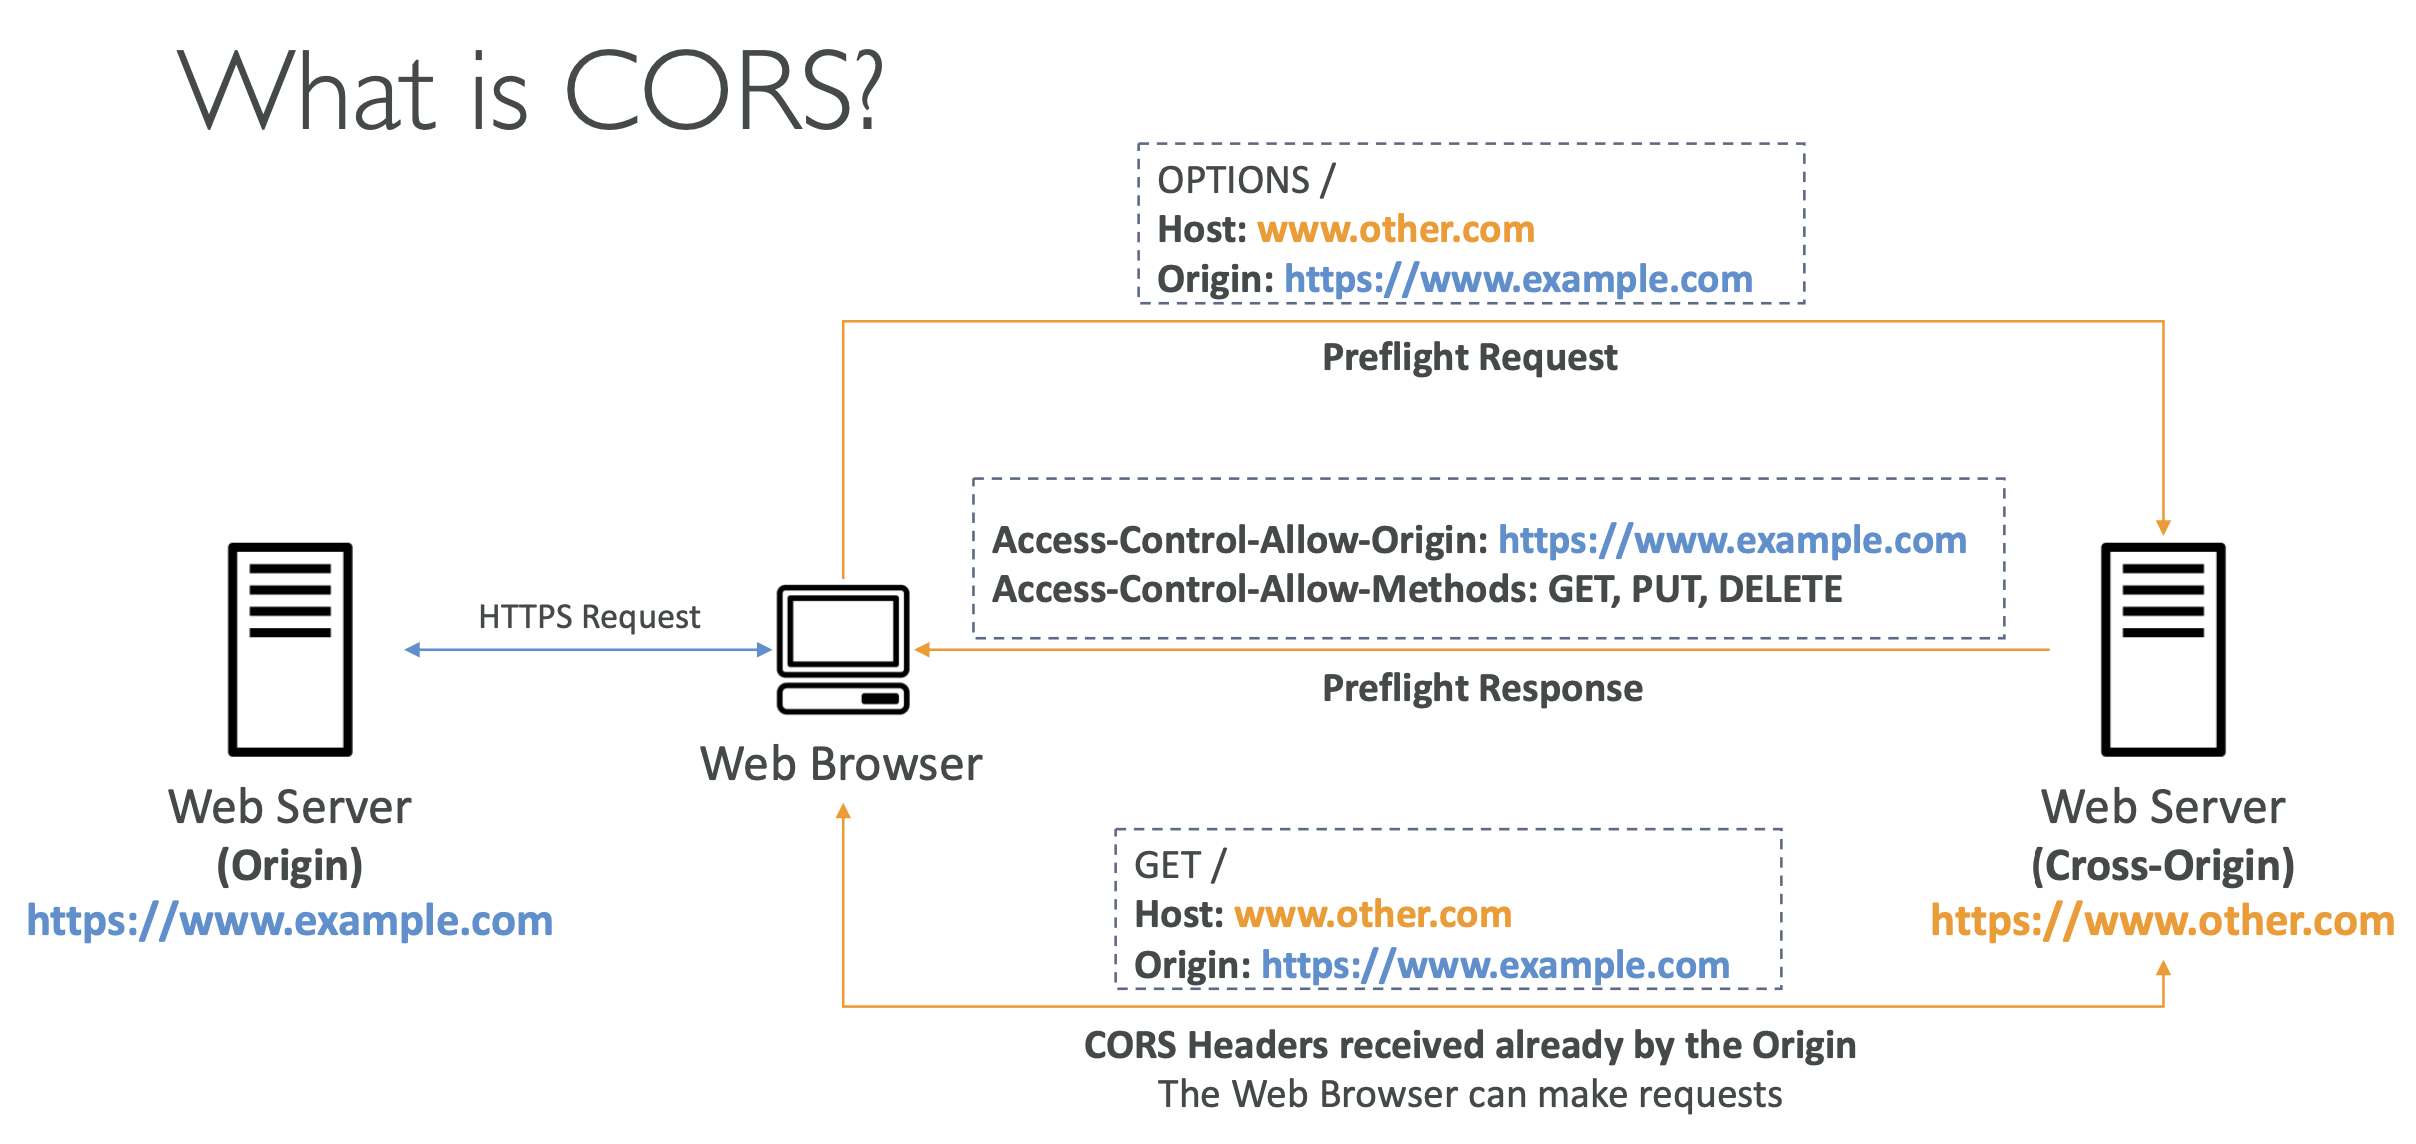 What is CORS?
OPTIONS /
Host: www.other.com
Origin: https://www.example.com
Preflight Request
Access-Control-Allow-Origin: https://www.example.com
Access-Control-Allow-Methods: GET, PUT, DELETE
Preflight Response
HTTPS Request
Web Browser
Web Server
(Origin)
https://www.example.com
Web Server
(Cross-Origin)
https://www.other.com
GET /
Host: www.other.com
Origin: https://www.example.com
CORS Headers received already by the Origin
The Web Browser can make requests